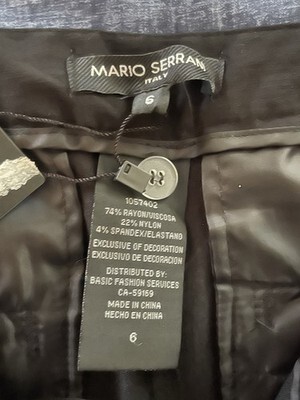 MARIO SERRANI
ITALY
6
1057402
74% RAYON/VISCOSA
22% NYLON
4% SPANDEX/ELASTANO
EXCLUSIVE OF DECORATION
EXCLUSIVO DE DECORACION
DISTRIBUTED BY:
BASIC FASHION SERVICES
CA-59169
MADE IN CHINA
HECHO EN CHINA
6